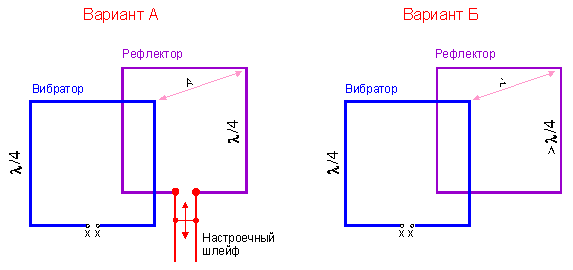 Вариант А
Вариант Б
Рефлектор
Рефлектор
Вибратор
Вибратор
λ/4
λ/4
λ/4
> λ/4
x x
x x
Настроечный
шлейф